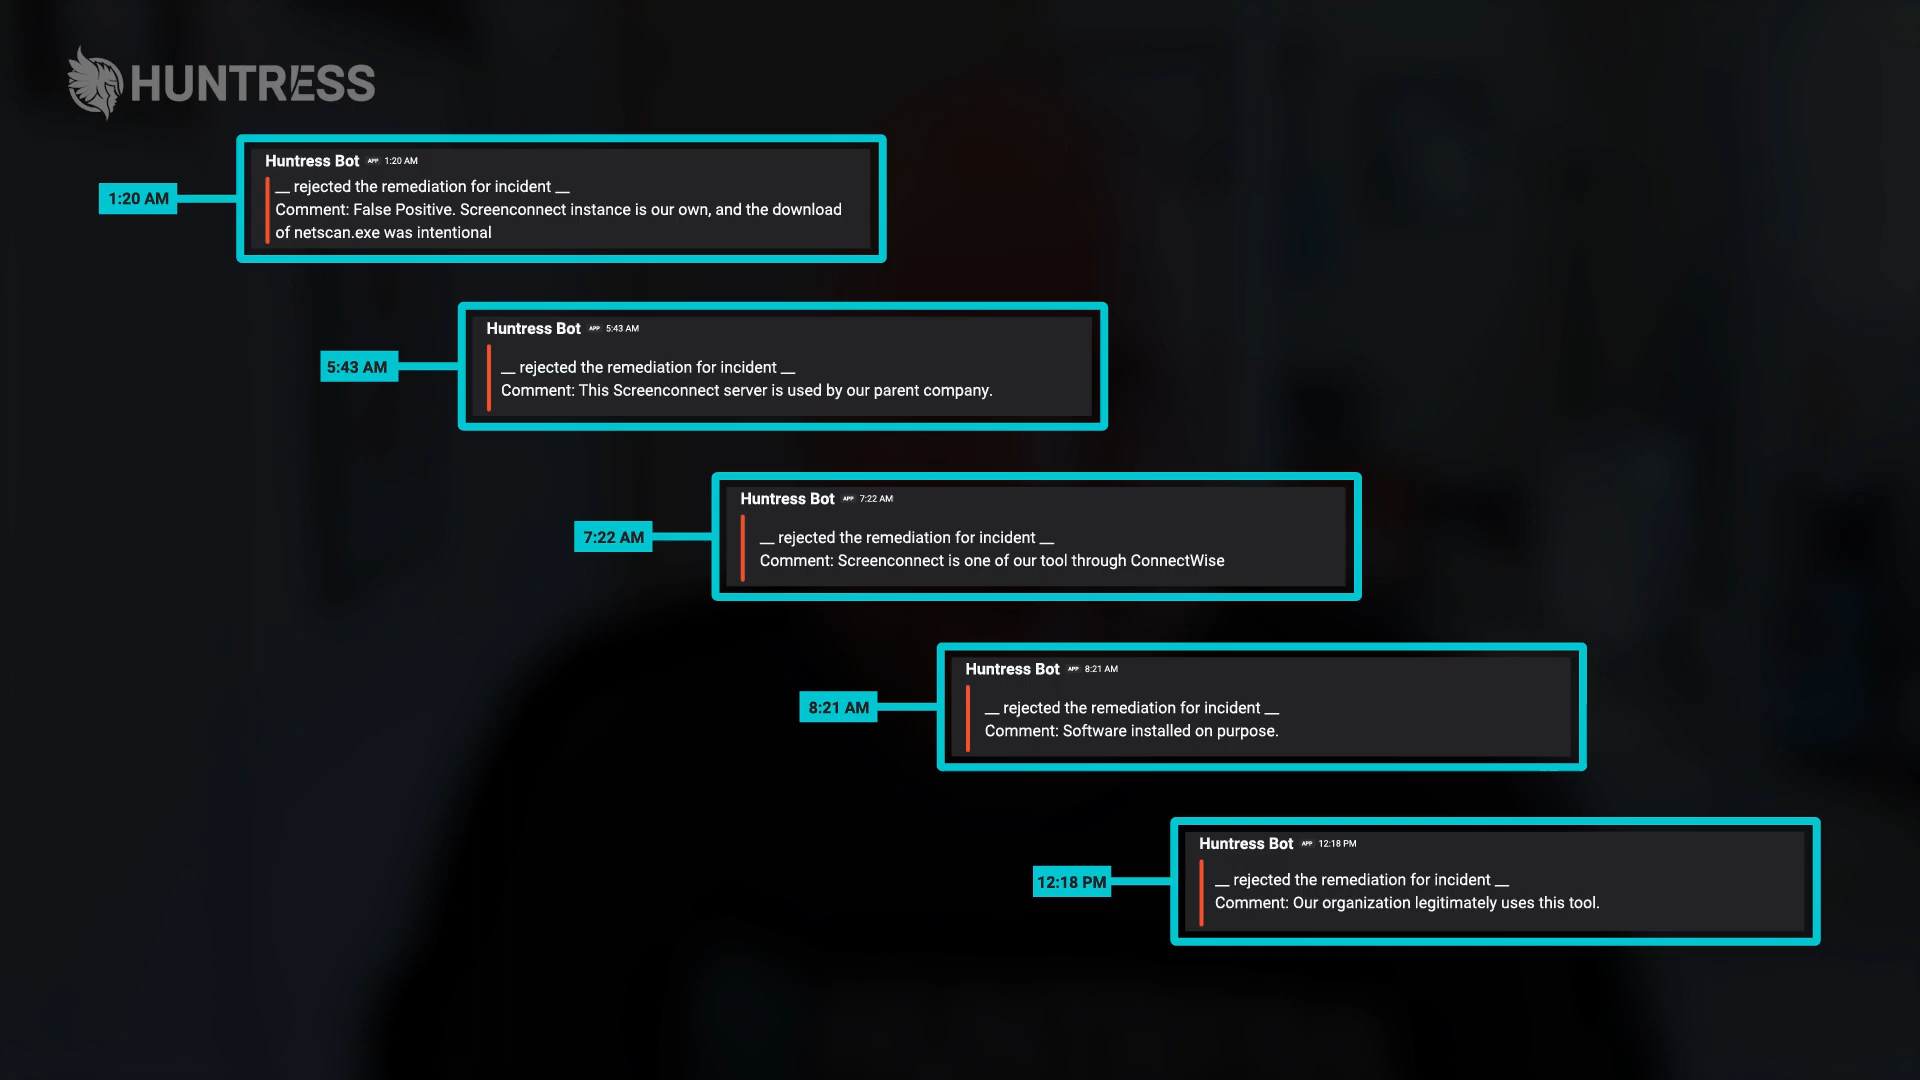 HUNTRESS
1:20 AM
Huntress Bot APP 1:20 AM
__ rejected the remediation for incident __
Comment: False Positive. Screenconnect instance is our own, and the download
of netscan.exe was intentional
5:43 AM
Huntress Bot APP 5:43 AM
__ rejected the remediation for incident __
Comment: This Screenconnect server is used by our parent company.
7:22 AM
Huntress Bot APP 7:22 AM
__ rejected the remediation for incident __
Comment: Screenconnect is one of our tool through ConnectWise
8:21 AM
Huntress Bot APP 8:21 AM
__ rejected the remediation for incident __
Comment: Software installed on purpose.
12:18 PM
Huntress Bot APP 12:18 PM
__ rejected the remediation for incident __
Comment: Our organization legitimately uses this tool.